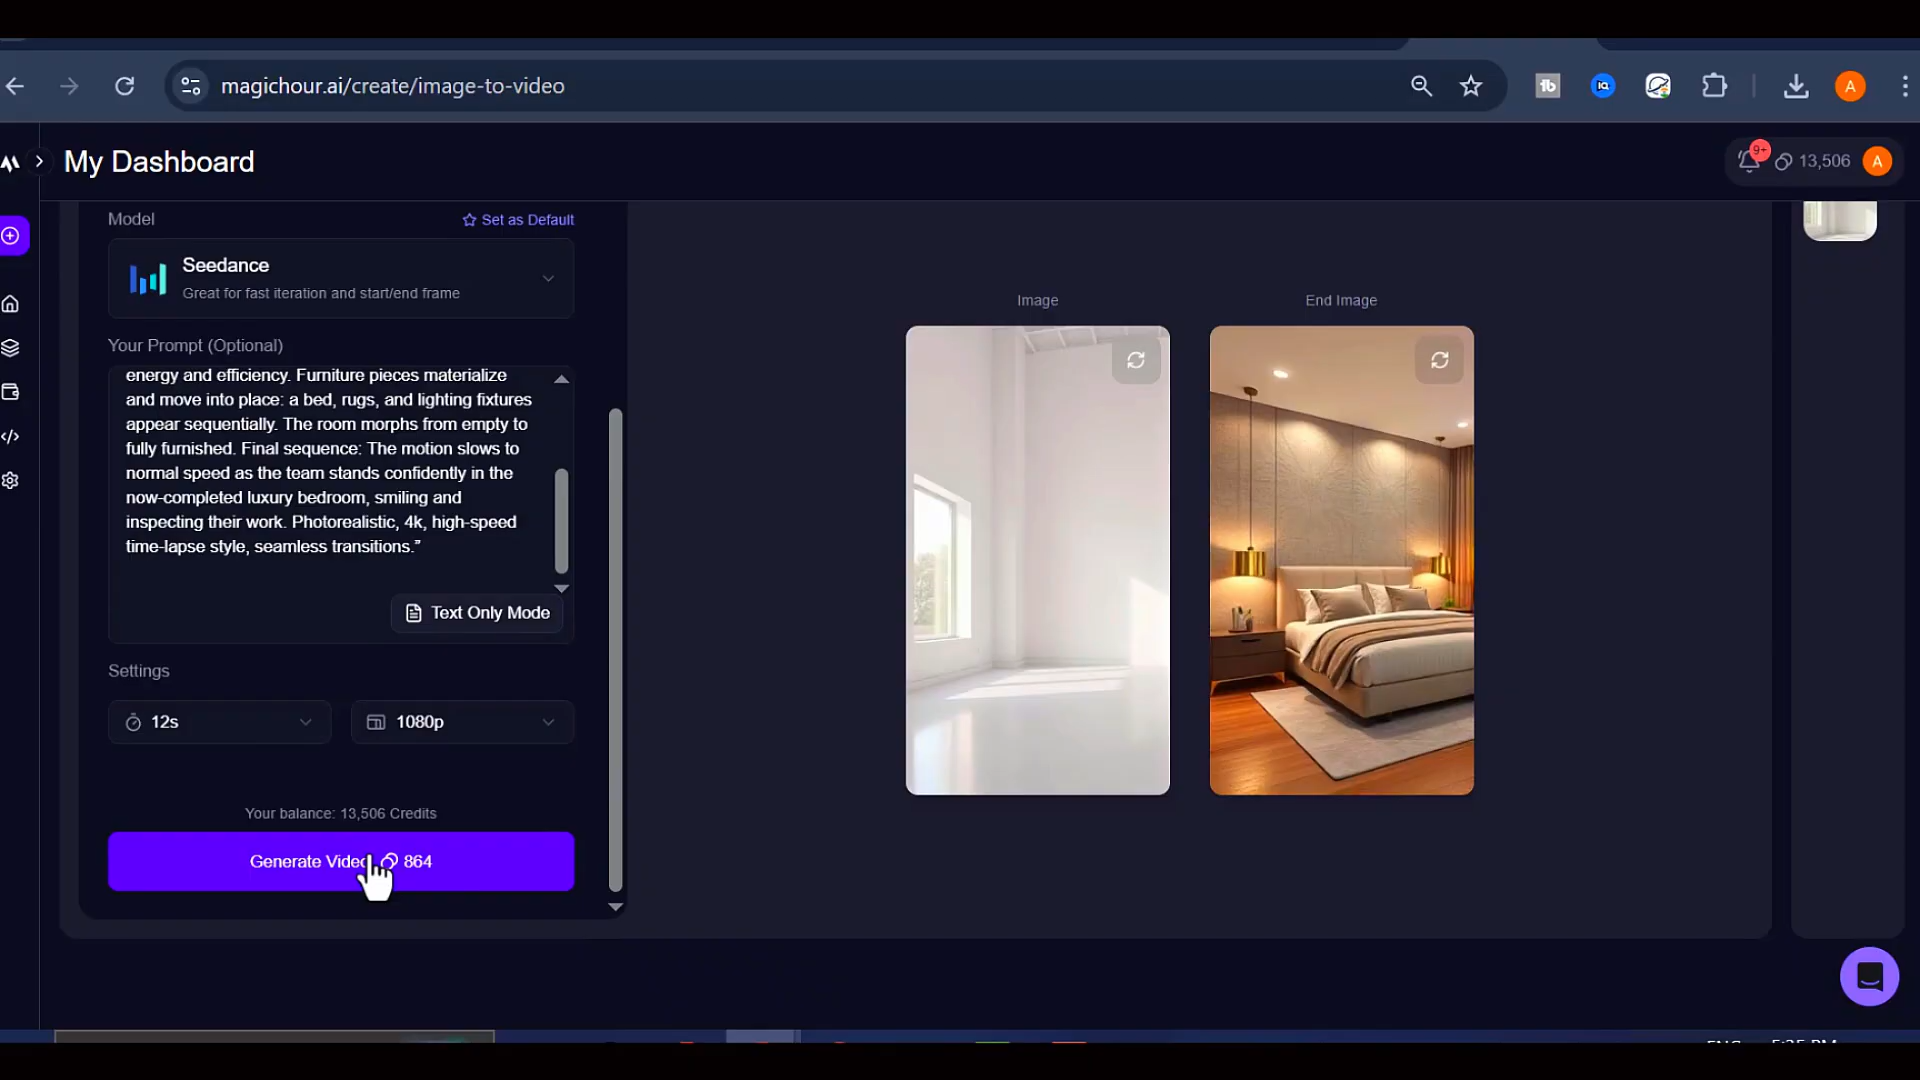 magichour.ai/create/image-to-video
A
My Dashboard
9+
13,506
A
Model
Set as Default
Seedance
Great for fast iteration and start/end frame
Your Prompt (Optional)
energy and efficiency. Furniture pieces materialize
and move into place: a bed, rugs, and lighting fixtures
appear sequentially. The room morphs from empty to
fully furnished. Final sequence: The motion slows to
normal speed as the team stands confidently in the
now-completed luxury bedroom, smiling and
inspecting their work. Photorealistic, 4k, high-speed
time-lapse style, seamless transitions.”
Text Only Mode
Settings
12s
1080p
Your balance: 13,506 Credits
Generate Video 864
Image
End Image